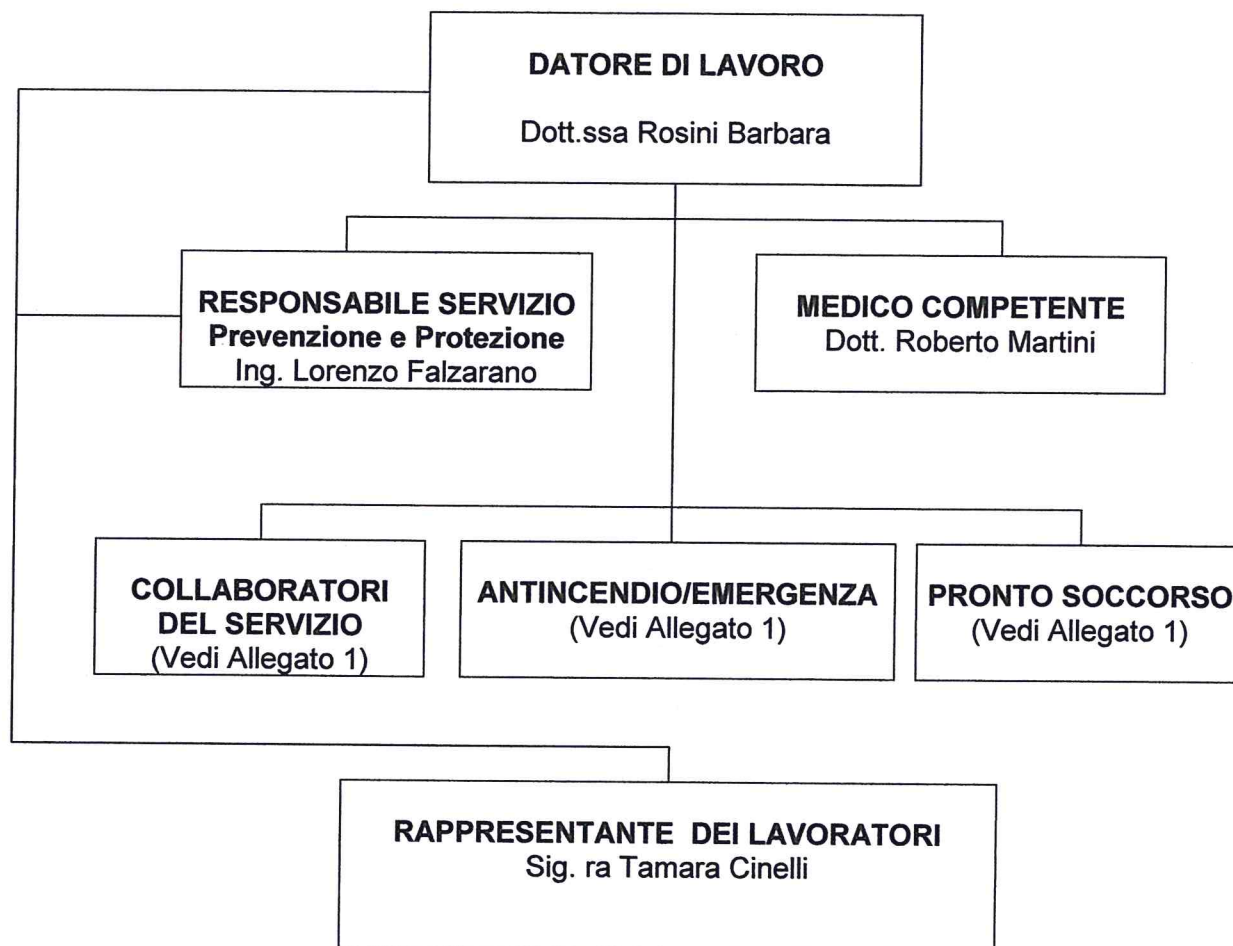 DATORE DI LAVORO
Dott.ssa Rosini Barbara
RESPONSABILE SERVIZIO
Prevenzione e Protezione
Ing. Lorenzo Falzarano
MEDICO COMPETENTE
Dott. Roberto Martini
COLLABORATORI
DEL SERVIZIO
(Vedi Allegato 1)
ANTINCENDIO/EMERGENZA
(Vedi Allegato 1)
PRONTO SOCCORSO
(Vedi Allegato 1)
RAPPRESENTANTE DEI LAVORATORI
Sig. ra Tamara Cinelli